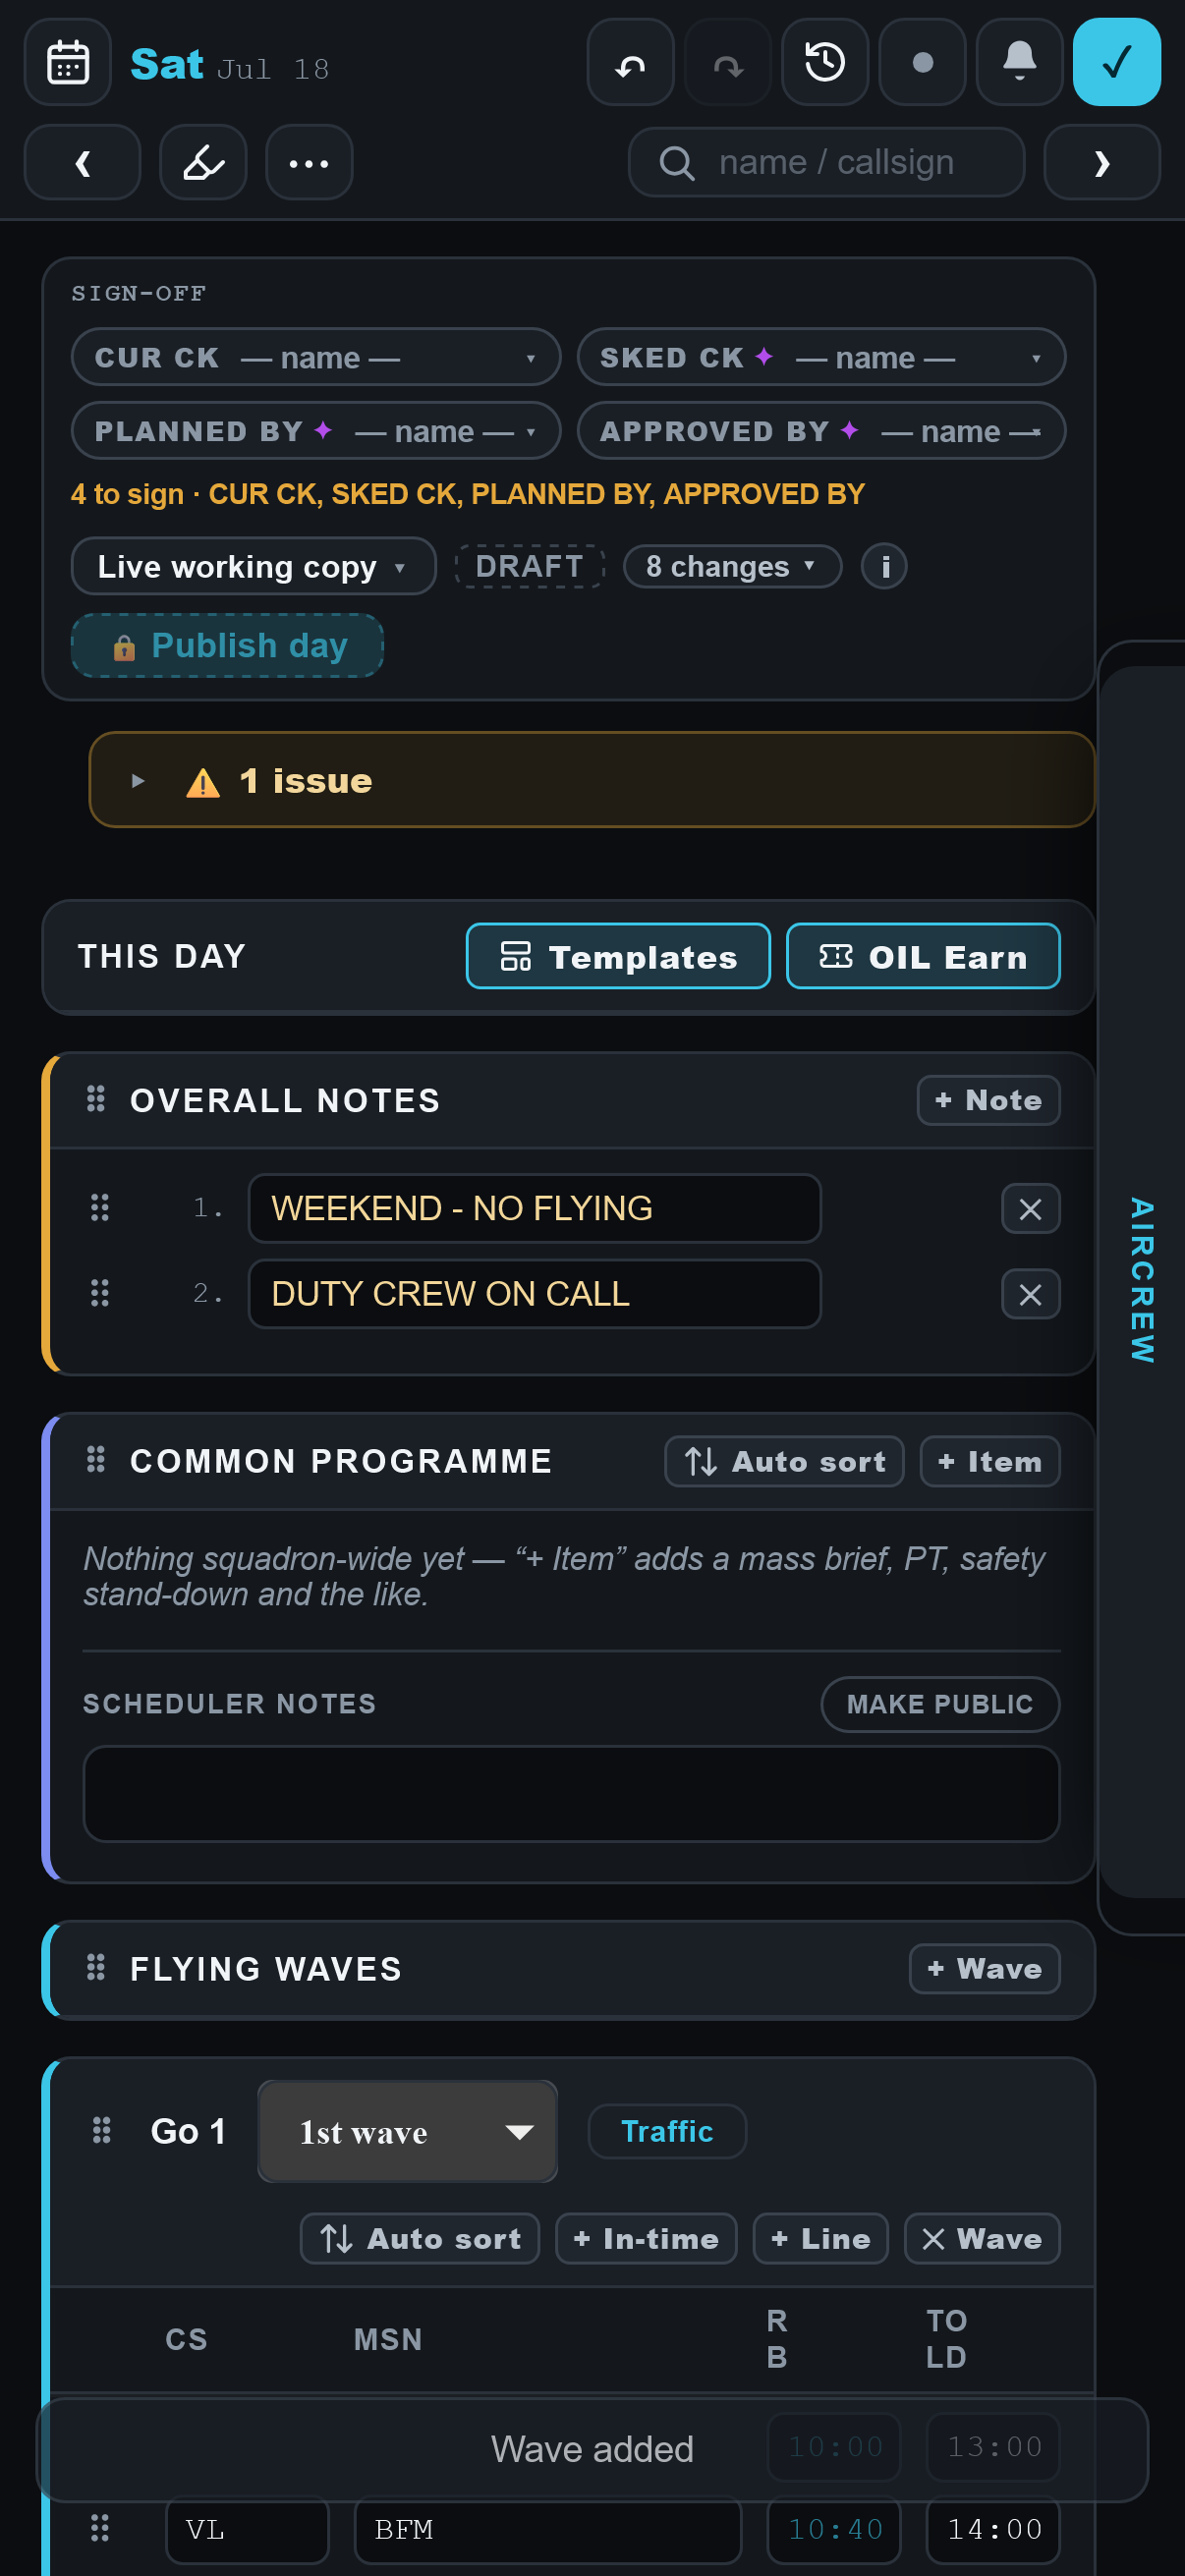 Sat Jul 18
name / callsign
SIGN-OFF
CUR CK — name —
SKED CK — name —
PLANNED BY — name —
APPROVED BY — name —
4 to sign · CUR CK, SKED CK, PLANNED BY, APPROVED BY
Live working copy
DRAFT
8 changes
i
Publish day
1 issue
THIS DAY
Templates
OIL Earn
OVERALL NOTES
+ Note
1. WEEKEND - NO FLYING
2. DUTY CREW ON CALL
AIRCREW
COMMON PROGRAMME
Auto sort
+ Item
Nothing squadron-wide yet — “+ Item” adds a mass brief, PT, safety
stand-down and the like.
SCHEDULER NOTES
MAKE PUBLIC
FLYING WAVES
+ Wave
Go 1
1st wave
Traffic
Auto sort
+ In-time
+ Line
× Wave
CS MSN R B TO LD
Wave added
10:00 13:00
VL BFM 10:40 14:00